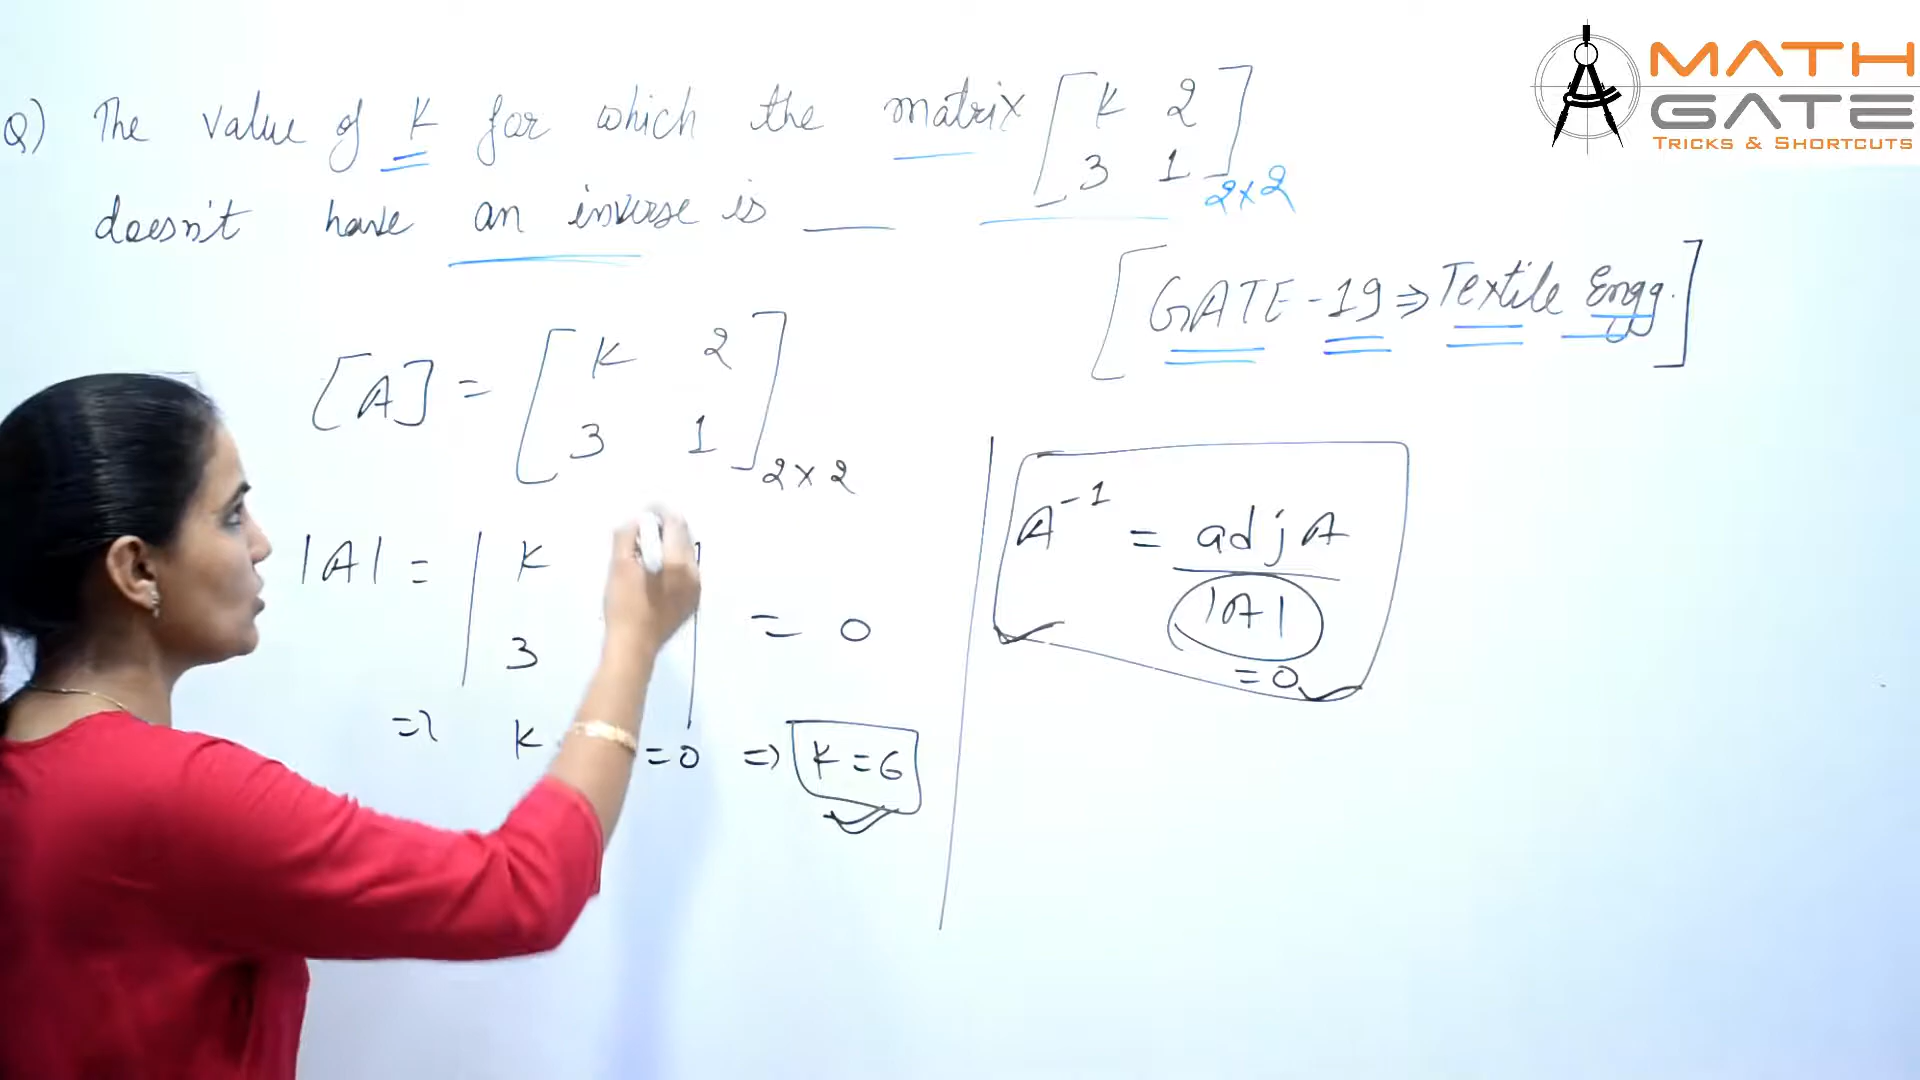 MATH
GATE
TRICKS & SHORTCUTS
Q) The value of K for which the matrix [K 2
3 1]2×2
doesn't have an inverse is ___
[GATE-19 ⇒ Textile Engg.]
[A] = [K 2
3 1]2×2
|A| = |K
3 | = 0
⇒ K =0 ⇒ K=6
A⁻¹ = adj A
|A|
=0